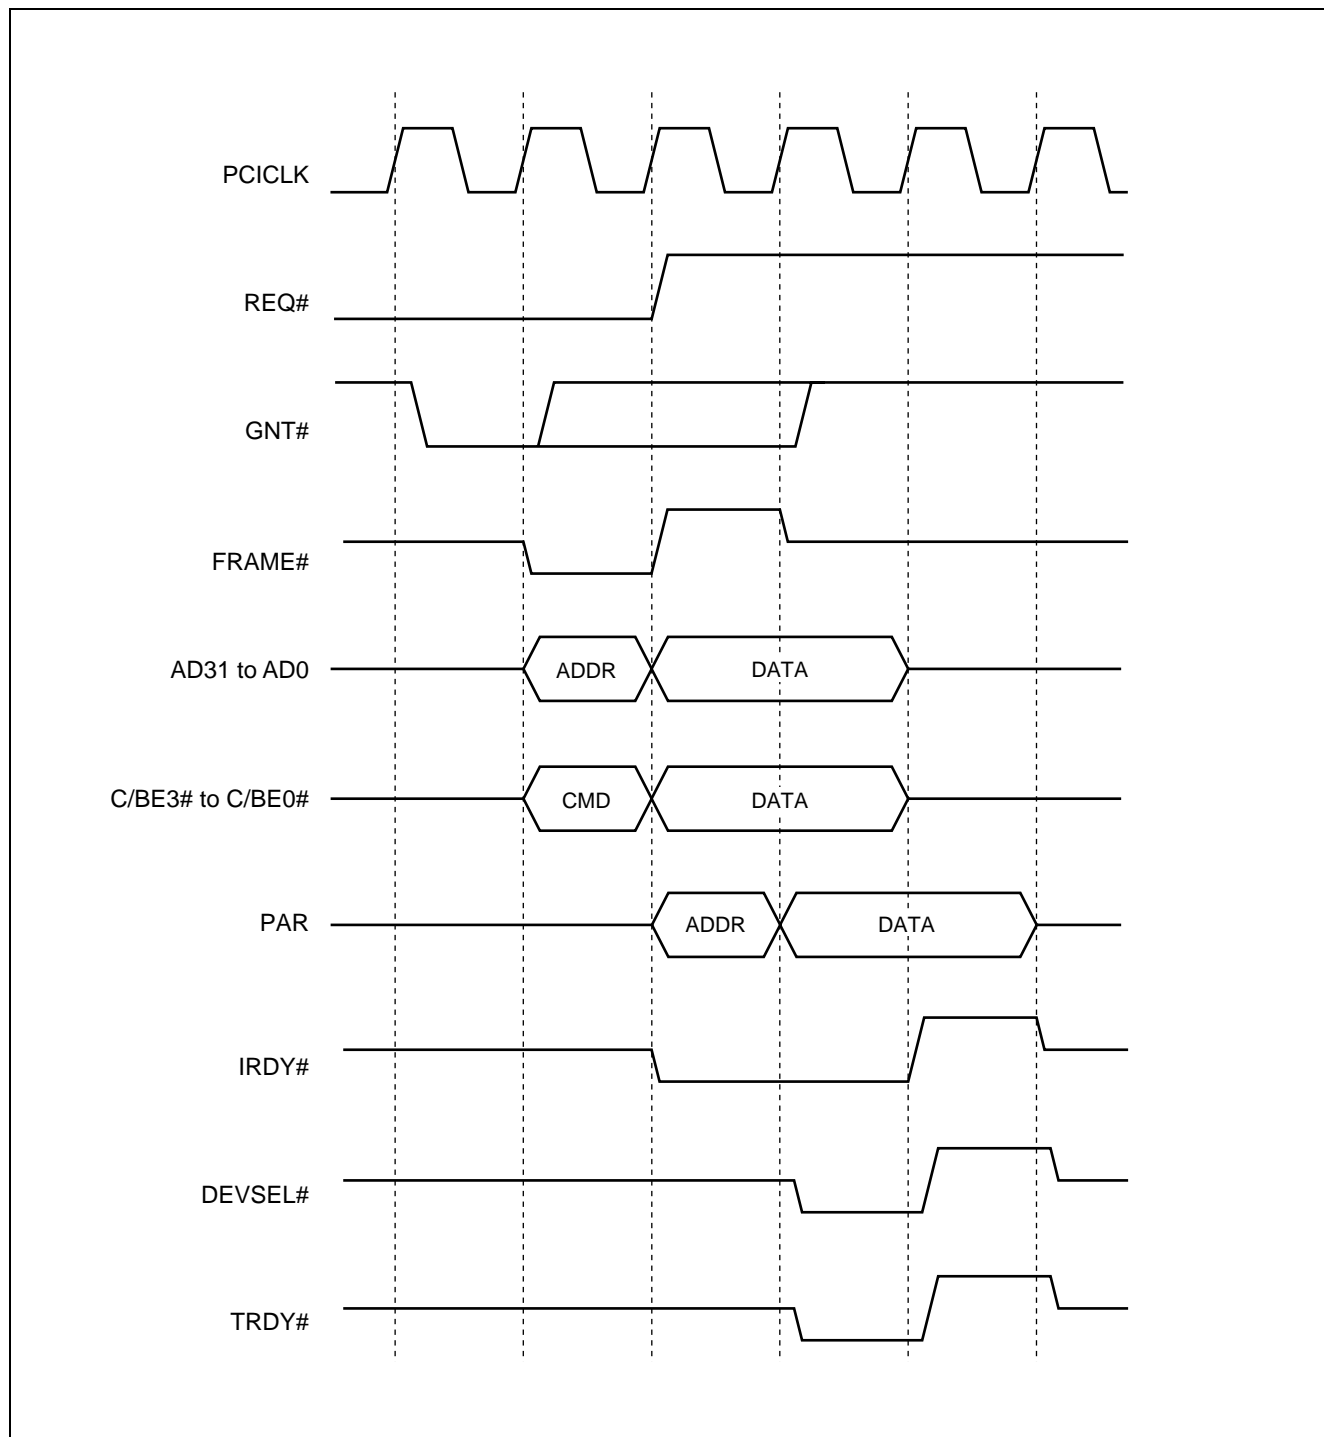 PCICLK
REQ#
GNT#
FRAME#
AD31 to AD0
ADDR
DATA
C/BE3# to C/BE0#
CMD
DATA
PAR
ADDR
DATA
IRDY#
DEVSEL#
TRDY#